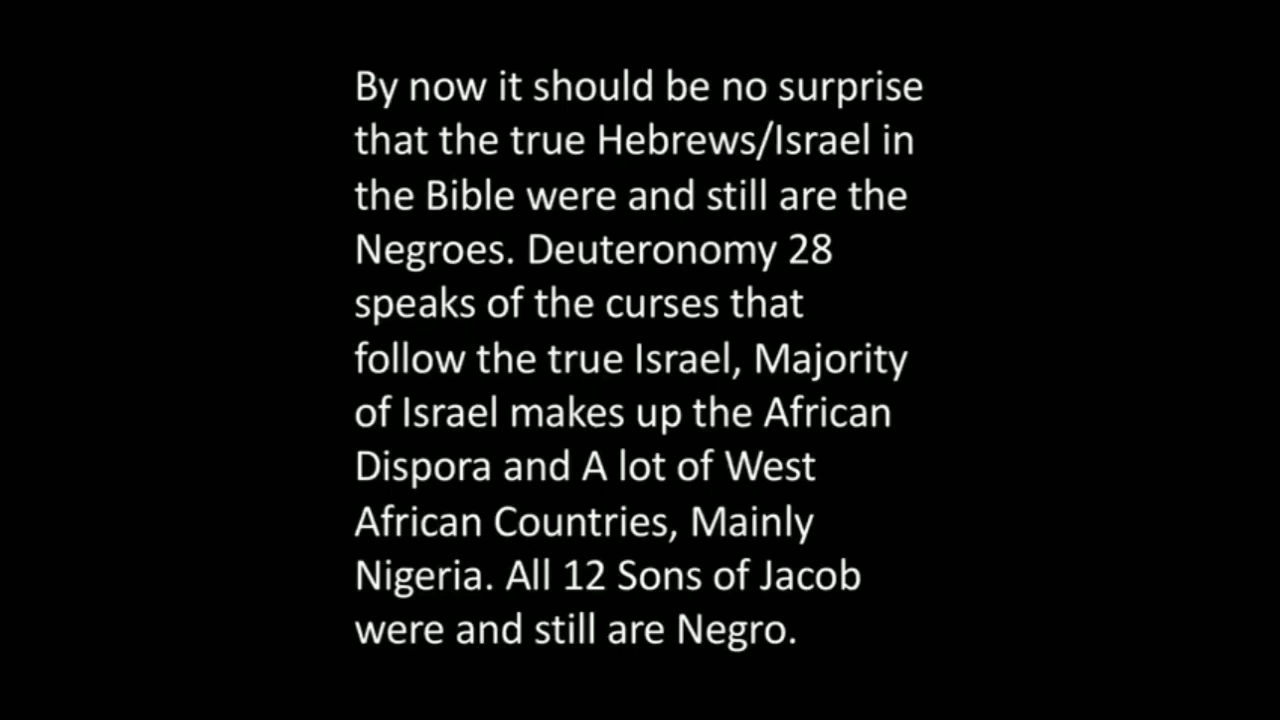 By now it should be no surprise
that the true Hebrews/Israel in
the Bible were and still are the
Negroes. Deuteronomy 28
speaks of the curses that
follow the true Israel, Majority
of Israel makes up the African
Dispora and A lot of West
African Countries, Mainly
Nigeria. All 12 Sons of Jacob
were and still are Negro.